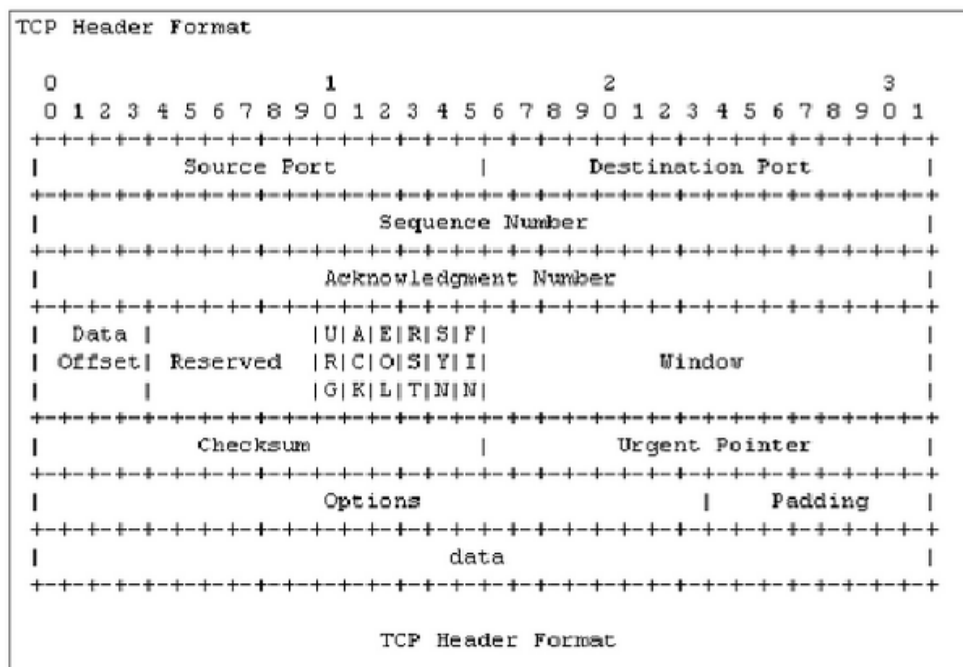 TCP Header Format
0                   1                   2                   3
0 1 2 3 4 5 6 7 8 9 0 1 2 3 4 5 6 7 8 9 0 1 2 3 4 5 6 7 8 9 0 1
+-+-+-+-+-+-+-+-+-+-+-+-+-+-+-+-+-+-+-+-+-+-+-+-+-+-+-+-+-+-+-+-+
|          Source Port          |       Destination Port        |
+-+-+-+-+-+-+-+-+-+-+-+-+-+-+-+-+-+-+-+-+-+-+-+-+-+-+-+-+-+-+-+-+
|                        Sequence Number                        |
+-+-+-+-+-+-+-+-+-+-+-+-+-+-+-+-+-+-+-+-+-+-+-+-+-+-+-+-+-+-+-+-+
|                    Acknowledgment Number                      |
+-+-+-+-+-+-+-+-+-+-+-+-+-+-+-+-+-+-+-+-+-+-+-+-+-+-+-+-+-+-+-+-+
|  Data |           |U|A|E|R|S|F|                               |
| Offset| Reserved  |R|C|O|S|Y|I|            Window             |
|       |           |G|K|L|T|N|N|                               |
+-+-+-+-+-+-+-+-+-+-+-+-+-+-+-+-+-+-+-+-+-+-+-+-+-+-+-+-+-+-+-+-+
|           Checksum            |         Urgent Pointer        |
+-+-+-+-+-+-+-+-+-+-+-+-+-+-+-+-+-+-+-+-+-+-+-+-+-+-+-+-+-+-+-+-+
|                    Options                    |    Padding    |
+-+-+-+-+-+-+-+-+-+-+-+-+-+-+-+-+-+-+-+-+-+-+-+-+-+-+-+-+-+-+-+-+
|                             data                              |
+-+-+-+-+-+-+-+-+-+-+-+-+-+-+-+-+-+-+-+-+-+-+-+-+-+-+-+-+-+-+-+-+
TCP Header Format